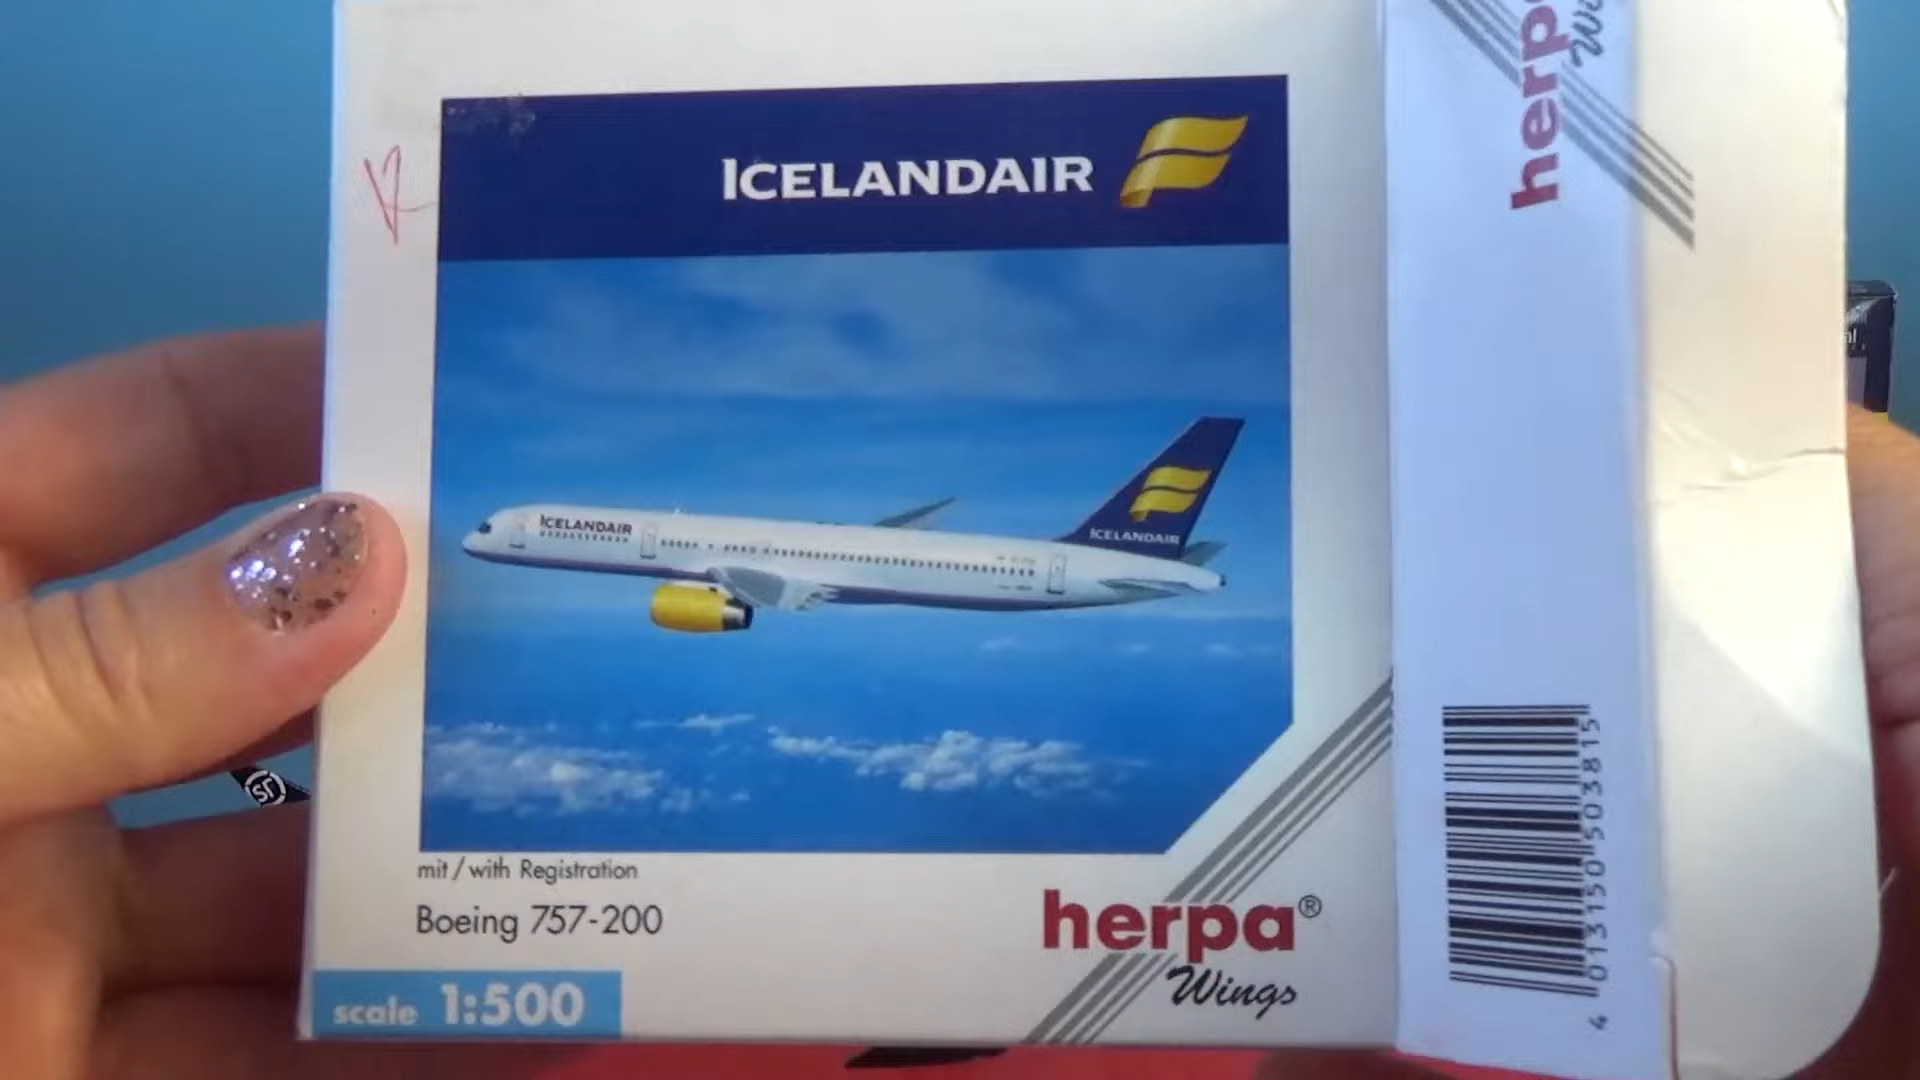 ICELANDAIR
ICELANDAIR
ICELANDAIR
mit / with Registration
Boeing 757-200
scale 1:500
herpa®
Wings
herpa
4 013150 503815